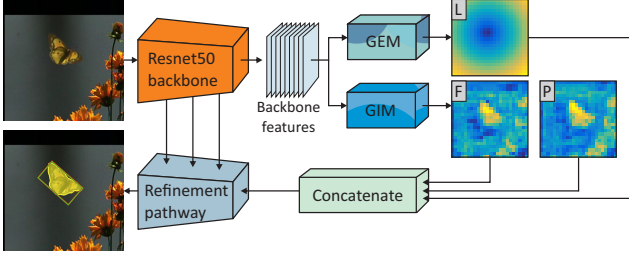 Resnet50
backbone
Backbone
features
GEM
GIM
L
F
P
Refinement
pathway
Concatenate